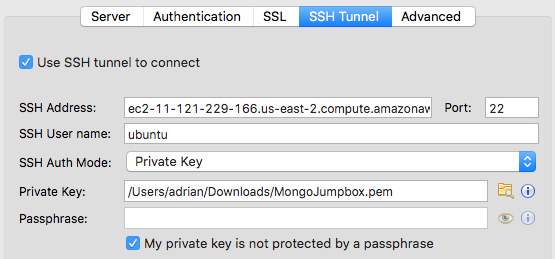 Server Authentication SSL SSH Tunnel Advanced
Use SSH tunnel to connect
SSH Address: ec2-11-121-229-166.us-east-2.compute.amazonaw Port: 22
SSH User name: ubuntu
SSH Auth Mode: Private Key
Private Key: /Users/adrian/Downloads/MongoJumpbox.pem
Passphrase:
My private key is not protected by a passphrase